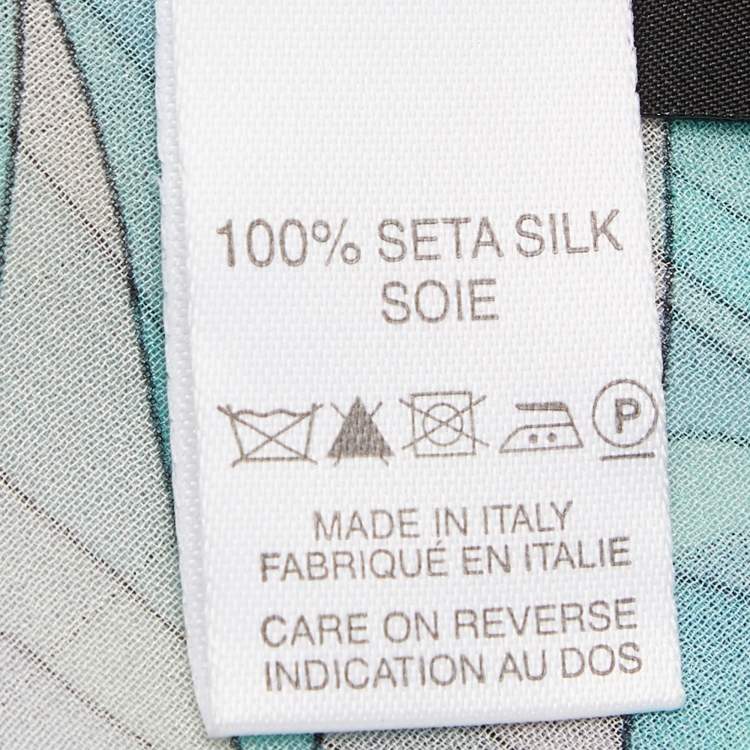 100% SETA SILK
SOIE
P
MADE IN ITALY
FABRIQUÉ EN ITALIE
CARE ON REVERSE
INDICATION AU DOS